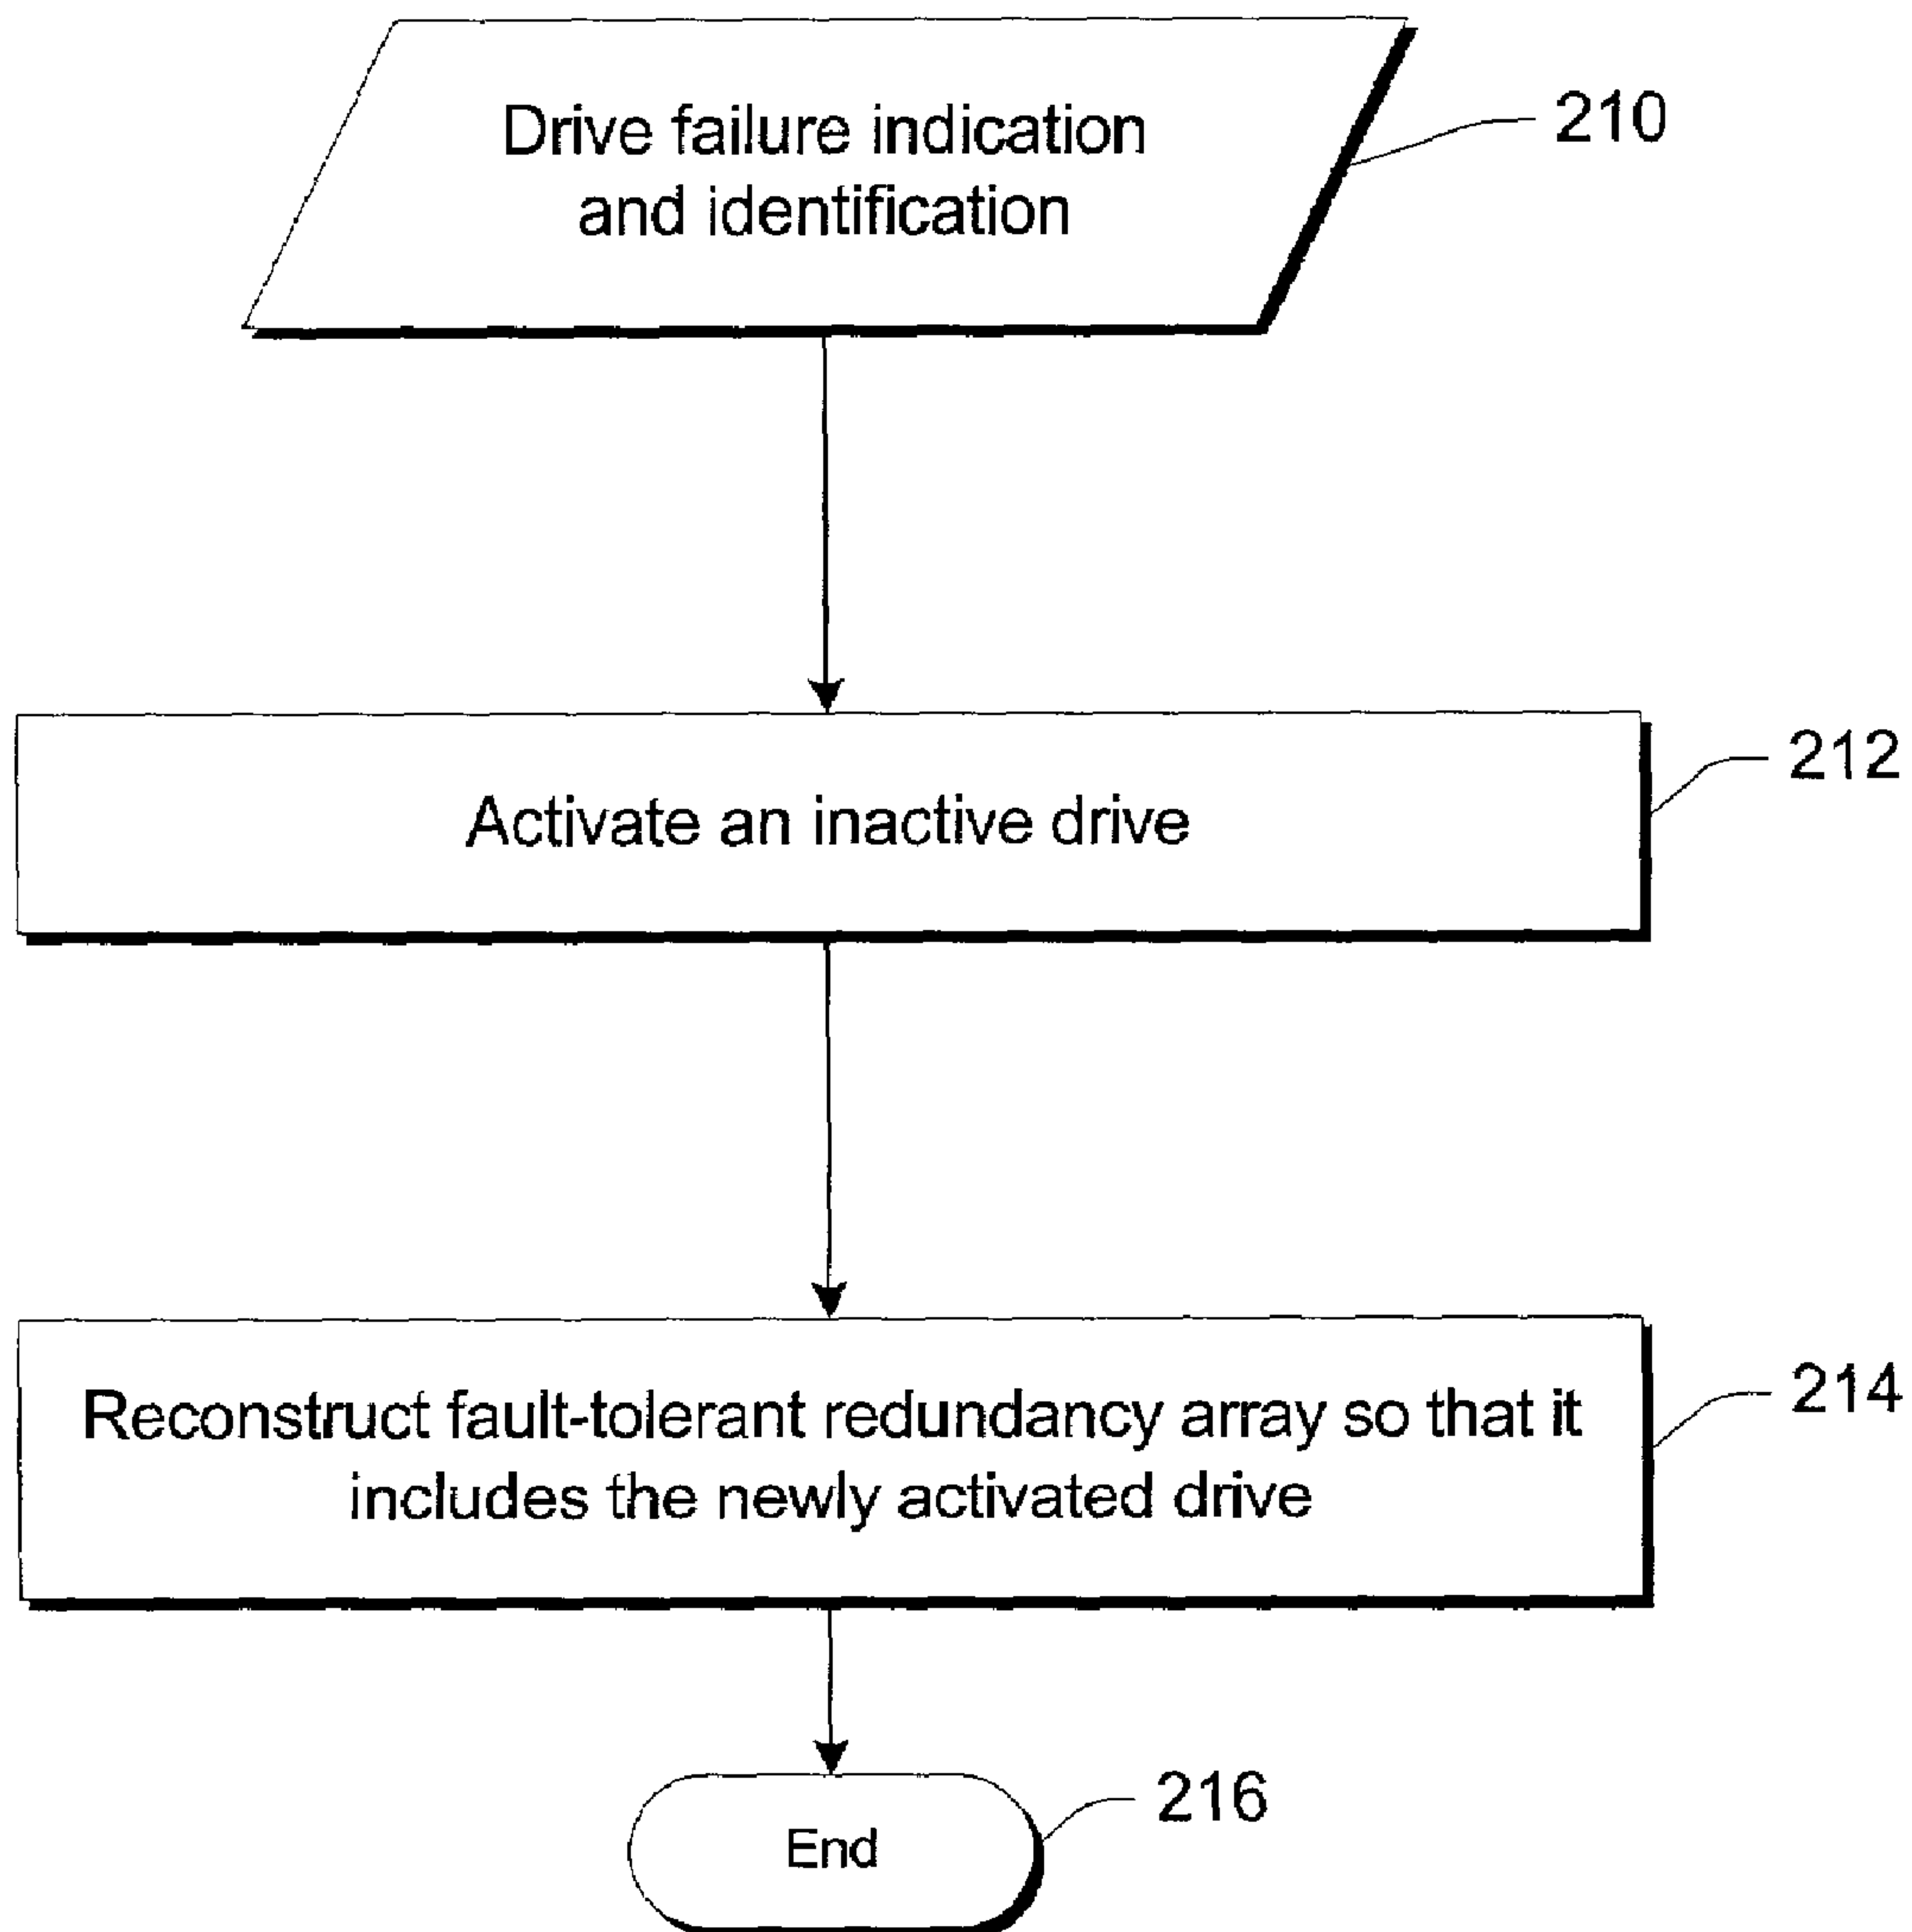 Drive failure indication
and identification
210
Activate an inactive drive
212
Reconstruct fault-tolerant redundancy array so that it
includes the newly activated drive
214
End
216